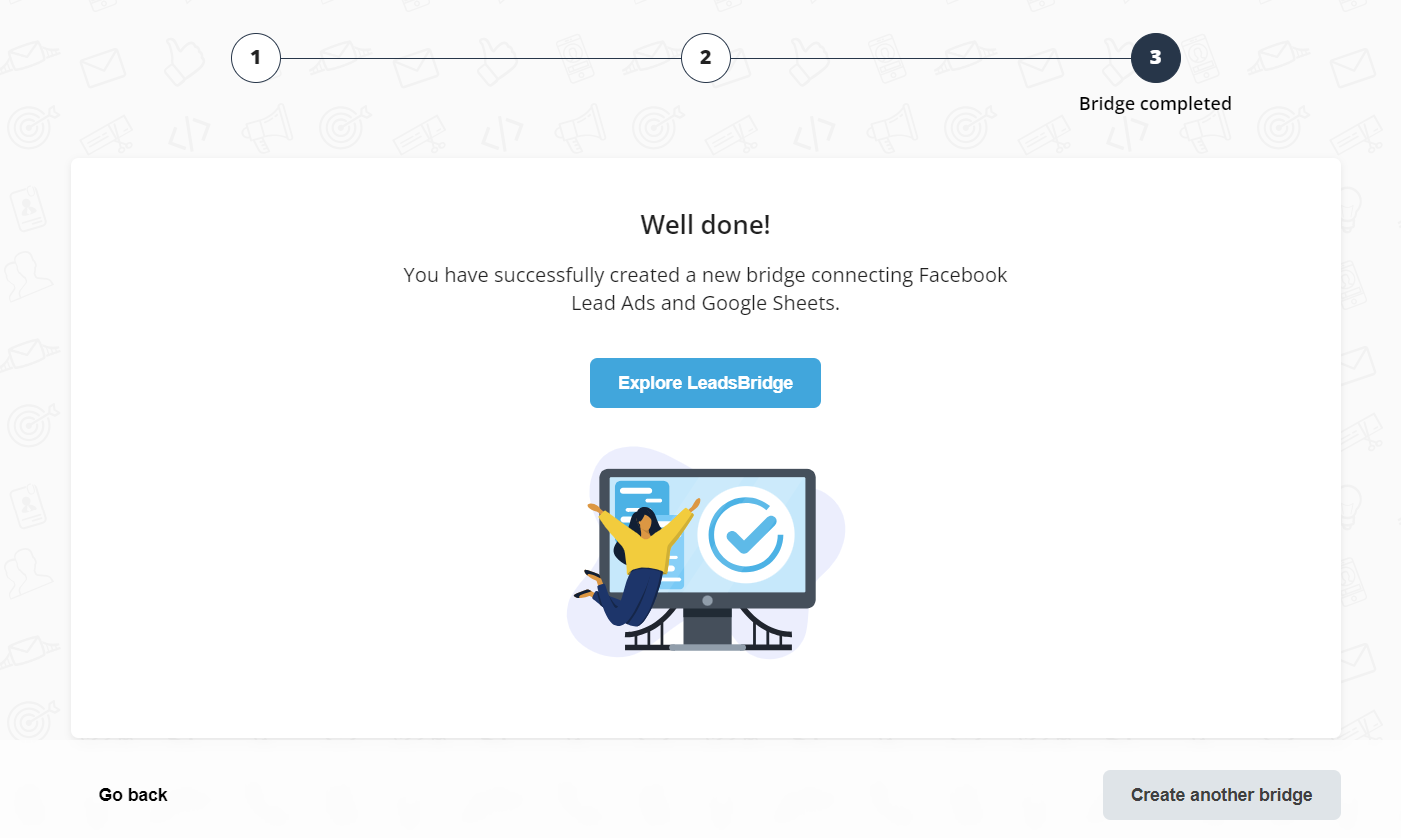 1
2
3
Bridge completed
Well done!
You have successfully created a new bridge connecting Facebook
Lead Ads and Google Sheets.
Explore LeadsBridge
Go back
Create another bridge